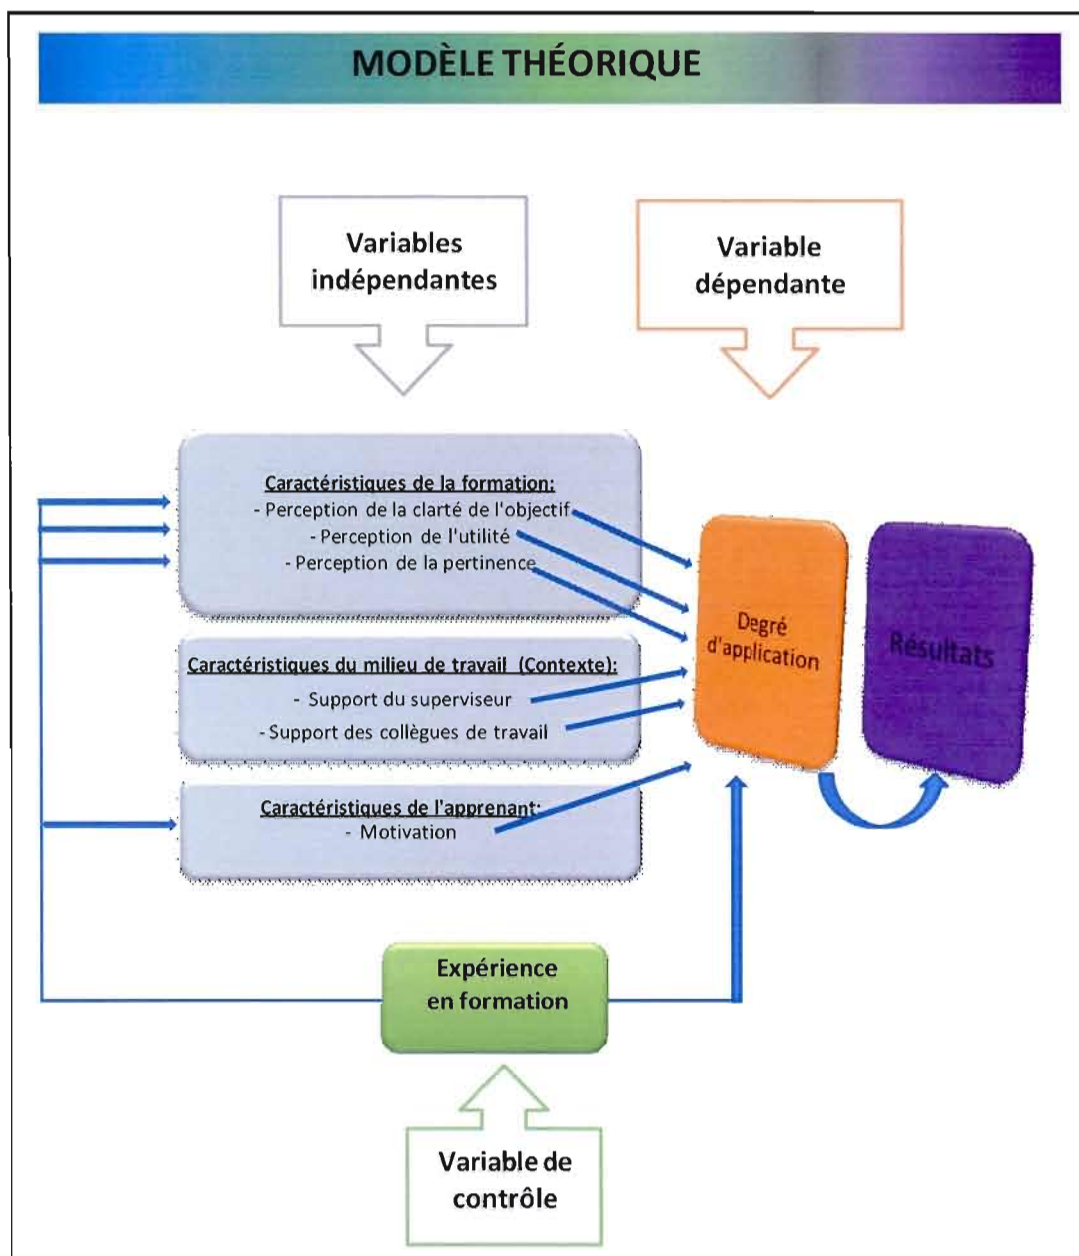 MODÈLE THÉORIQUE
Variables
indépendantes
Variable
dépendante
Caractéristiques de la formation:
- Perception de la clarté de l'objectif
- Perception de l'utilité
- Perception de la pertinence
Caractéristiques du milieu de travail (Contexte):
- Support du superviseur
- Support des collègues de travail
Caractéristiques de l'apprenant:
- Motivation
Degré
d'application
Résultats
Expérience
en formation
Variable de
contrôle